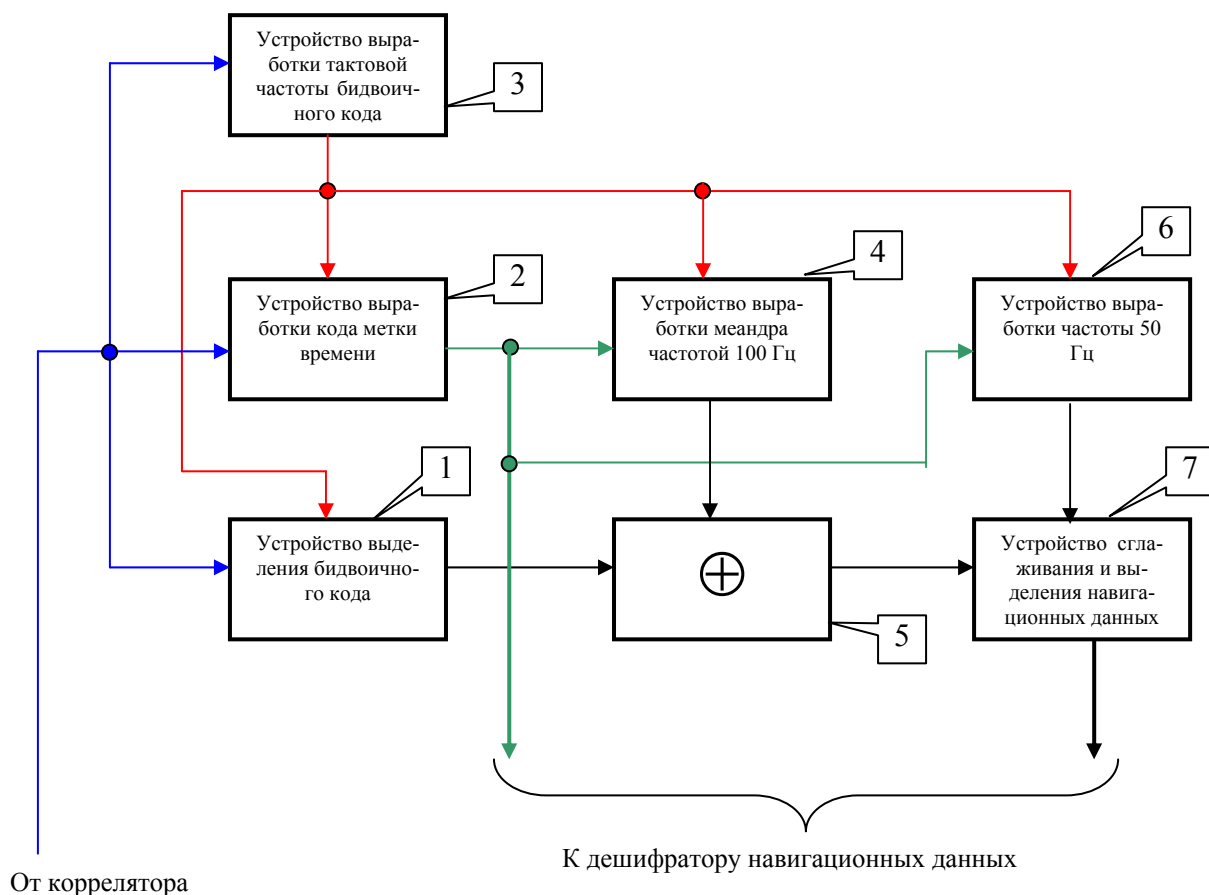 Устройство выра-
ботки тактовой
частоты бидвоич-
ного кода
3
Устройство выра-
ботки кода метки
времени
2
Устройство выра-
ботки меандра
частотой 100 Гц
4
Устройство выра-
ботки частоты 50
Гц
6
Устройство выде-
ления бидвоично-
го кода
1
5
Устройство сгла-
живания и вы-
деления навига-
ционных данных
7
К дешифратору навигационных данных
От коррелятора